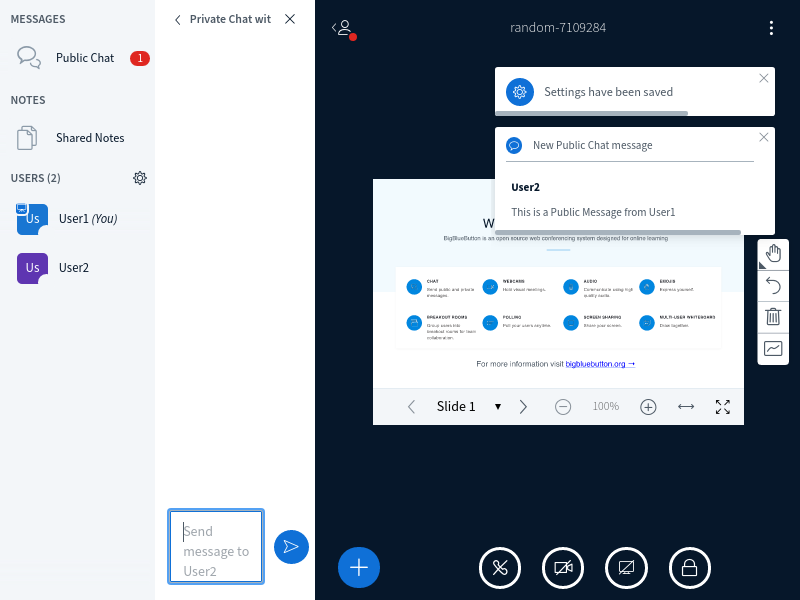 MESSAGES
Public Chat
1
NOTES
Shared Notes
USERS (2)
Us
User1 (You)
Us
User2
Private Chat wit
Send
message to
User2
random-7109284
Settings have been saved
New Public Chat message
User2
This is a Public Message from User1
W
BigBlueButton is an open source web conferencing system designed for online learning
CHAT
Send public and private
messages.
WEBCAMS
Hold visual meetings.
AUDIO
Communicate using high
quality audio.
EMOJIS
Express yourself.
BREAKOUT ROOMS
Group users into
breakout rooms for team
collaboration.
POLLING
Poll your users anytime.
SCREEN SHARING
Share your screen.
MULTI-USER WHITEBOARD
Draw together.
For more information visit bigbluebutton.org →
Slide 1
100%